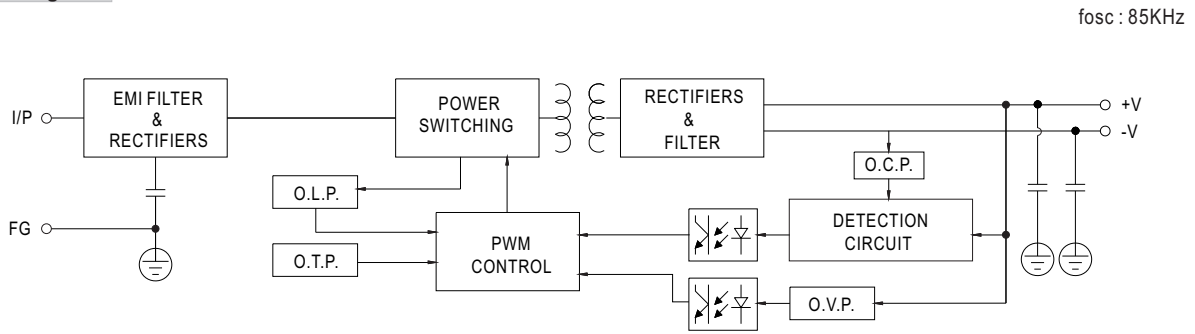 fosc : 85KHz
I/P
EMI FILTER
&
RECTIFIERS
POWER
SWITCHING
RECTIFIERS
&
FILTER
+V
-V
O.C.P.
O.L.P.
FG
O.T.P.
PWM
CONTROL
DETECTION
CIRCUIT
O.V.P.